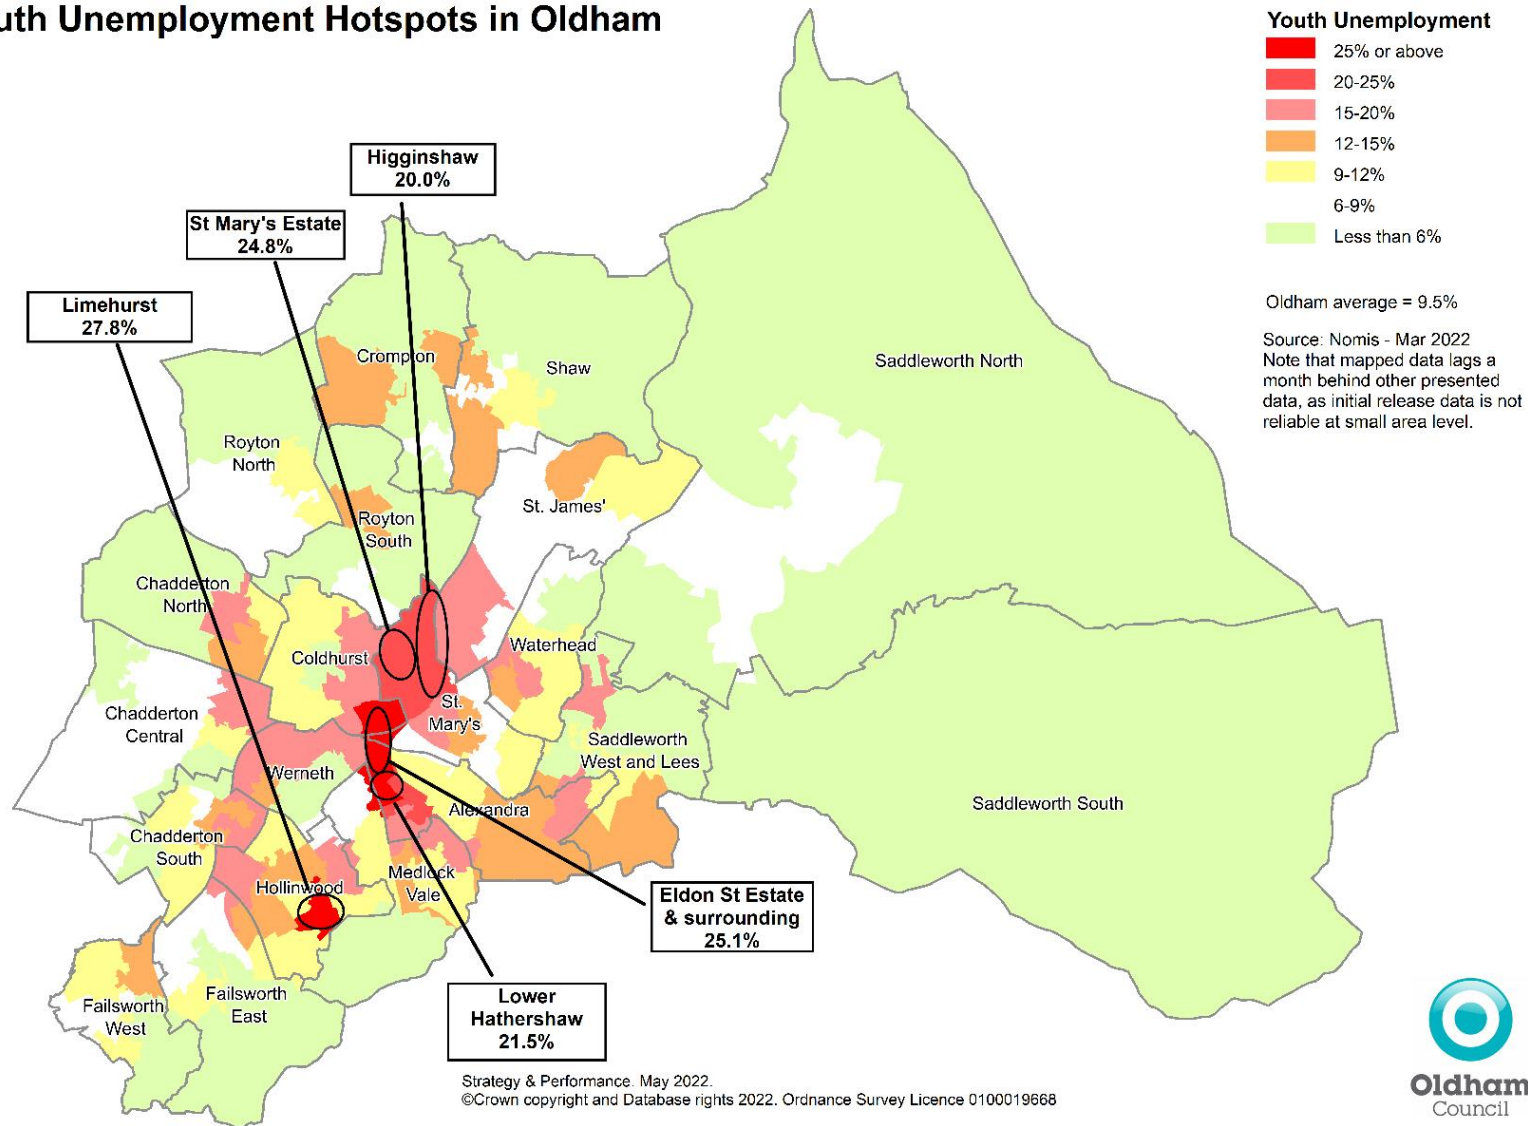 uth Unemployment Hotspots in Oldham
Youth Unemployment
25% or above
20-25%
15-20%
12-15%
9-12%
6-9%
Less than 6%
Oldham average = 9.5%
Source: Nomis - Mar 2022
Note that mapped data lags a
month behind other presented
data, as initial release data is not
reliable at small area level.
Higginshaw
20.0%
St Mary's Estate
24.8%
Limehurst
27.8%
Crompton
Shaw
Saddleworth North
Royton
North
St. James'
Royton
South
Chadderton
North
Coldhurst
Waterhead
St.
Mary's
Chadderton
Central
Saddleworth
West and Lees
Werneth
Alexandra
Saddleworth South
Chadderton
South
Medlock
Vale
Hollinwood
Eldon St Estate
& surrounding
25.1%
Failsworth
East
Failsworth
West
Lower
Hathershaw
21.5%
Strategy & Performance. May 2022.
©Crown copyright and Database rights 2022. Ordnance Survey Licence 0100019668
Oldham
Council